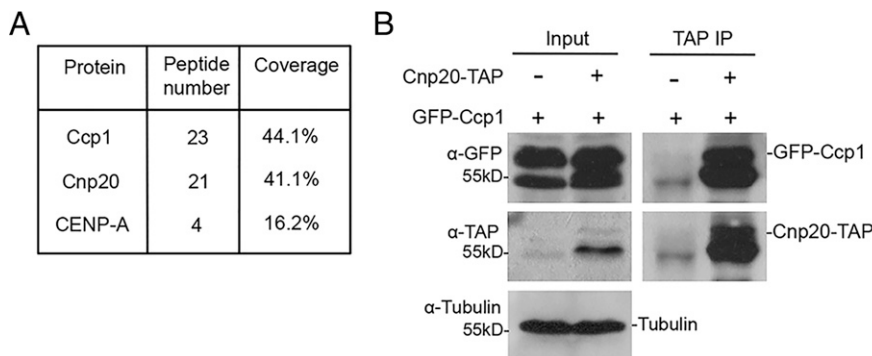 A
Protein Peptide number Coverage
Ccp1 23 44.1%
Cnp20 21 41.1%
CENP-A 4 16.2%
B
Input TAP IP
Cnp20-TAP - + - +
GFP-Ccp1 + + + +
α-GFP -GFP-Ccp1
55kD-
α-TAP -Cnp20-TAP
55kD-
α-Tubulin
55kD- -Tubulin